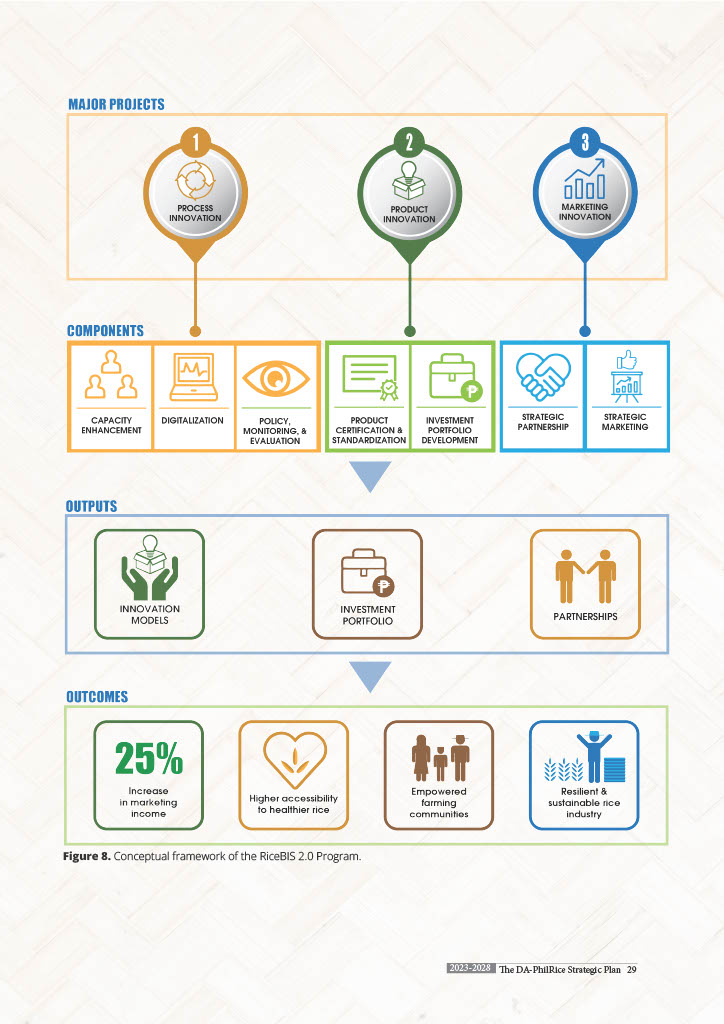 MAJOR PROJECTS
1
PROCESS
INNOVATION
2
PRODUCT
INNOVATION
3
MARKETING
INNOVATION
COMPONENTS
CAPACITY
ENHANCEMENT
DIGITALIZATION
POLICY,
MONITORING, &
EVALUATION
PRODUCT
CERTIFICATION &
STANDARDIZATION
₱
INVESTMENT
PORTFOLIO
DEVELOPMENT
STRATEGIC
PARTNERSHIP
STRATEGIC
MARKETING
OUTPUTS
INNOVATION
MODELS
₱
INVESTMENT
PORTFOLIO
PARTNERSHIPS
OUTCOMES
25%
Increase
in marketing
income
Higher accessibility
to healthier rice
Empowered
farming
communities
Resilient &
sustainable rice
industry
Figure 8. Conceptual framework of the RiceBIS 2.0 Program.
2023-2028 The DA-PhilRice Strategic Plan 29